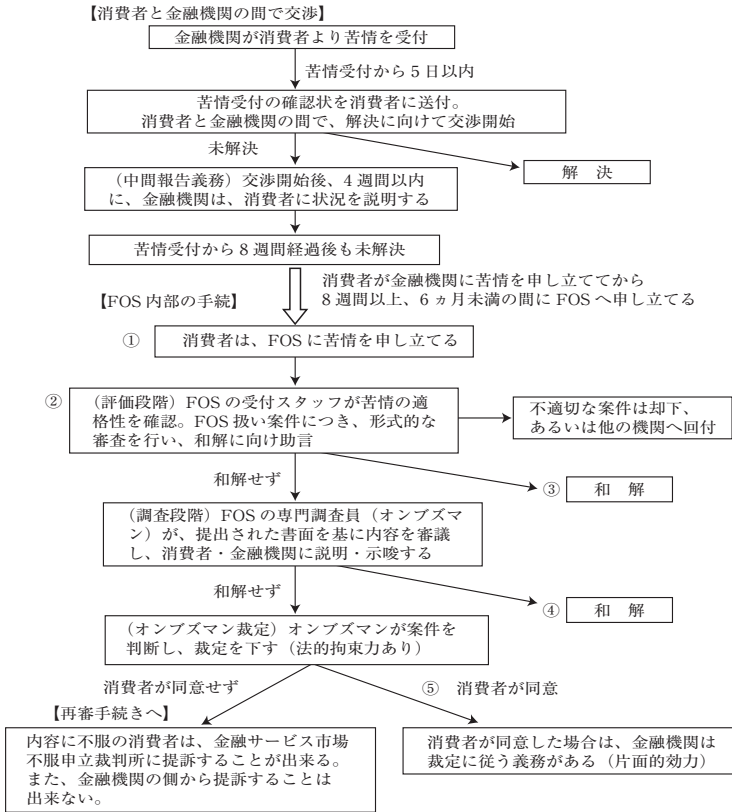 【消費者と金融機関の間で交渉】
金融機関が消費者より苦情を受付
苦情受付から5日以内
苦情受付の確認状を消費者に送付。
消費者と金融機関の間で、解決に向けて交渉開始
未解決
解 決
（中間報告義務）交渉開始後、4週間以内
に、金融機関は、消費者に状況を説明する
苦情受付から8週間経過後も未解決
消費者が金融機関に苦情を申し立ててから
8週間以上、6ヵ月未満の間にFOSへ申し立てる
【FOS内部の手続】
① 消費者は、FOSに苦情を申し立てる
② （評価段階）FOSの受付スタッフが苦情の適
格性を確認。FOS扱い案件につき、形式的な
審査を行い、和解に向け助言
不適切な案件は却下、
あるいは他の機関へ回付
和解せず
③ 和 解
（調査段階）FOSの専門調査員（オンブズマ
ン）が、提出された書面を基に内容を審議
し、消費者・金融機関に説明・示唆する
和解せず
④ 和 解
（オンブズマン裁定）オンブズマンが案件を
判断し、裁定を下す（法的拘束力あり）
消費者が同意せず
⑤ 消費者が同意
【再審手続きへ】
内容に不服の消費者は、金融サービス市場
不服申立裁判所に提訴することが出来る。
また、金融機関の側から提訴することは
出来ない。
消費者が同意した場合は、金融機関は
裁定に従う義務がある（片面的効力）